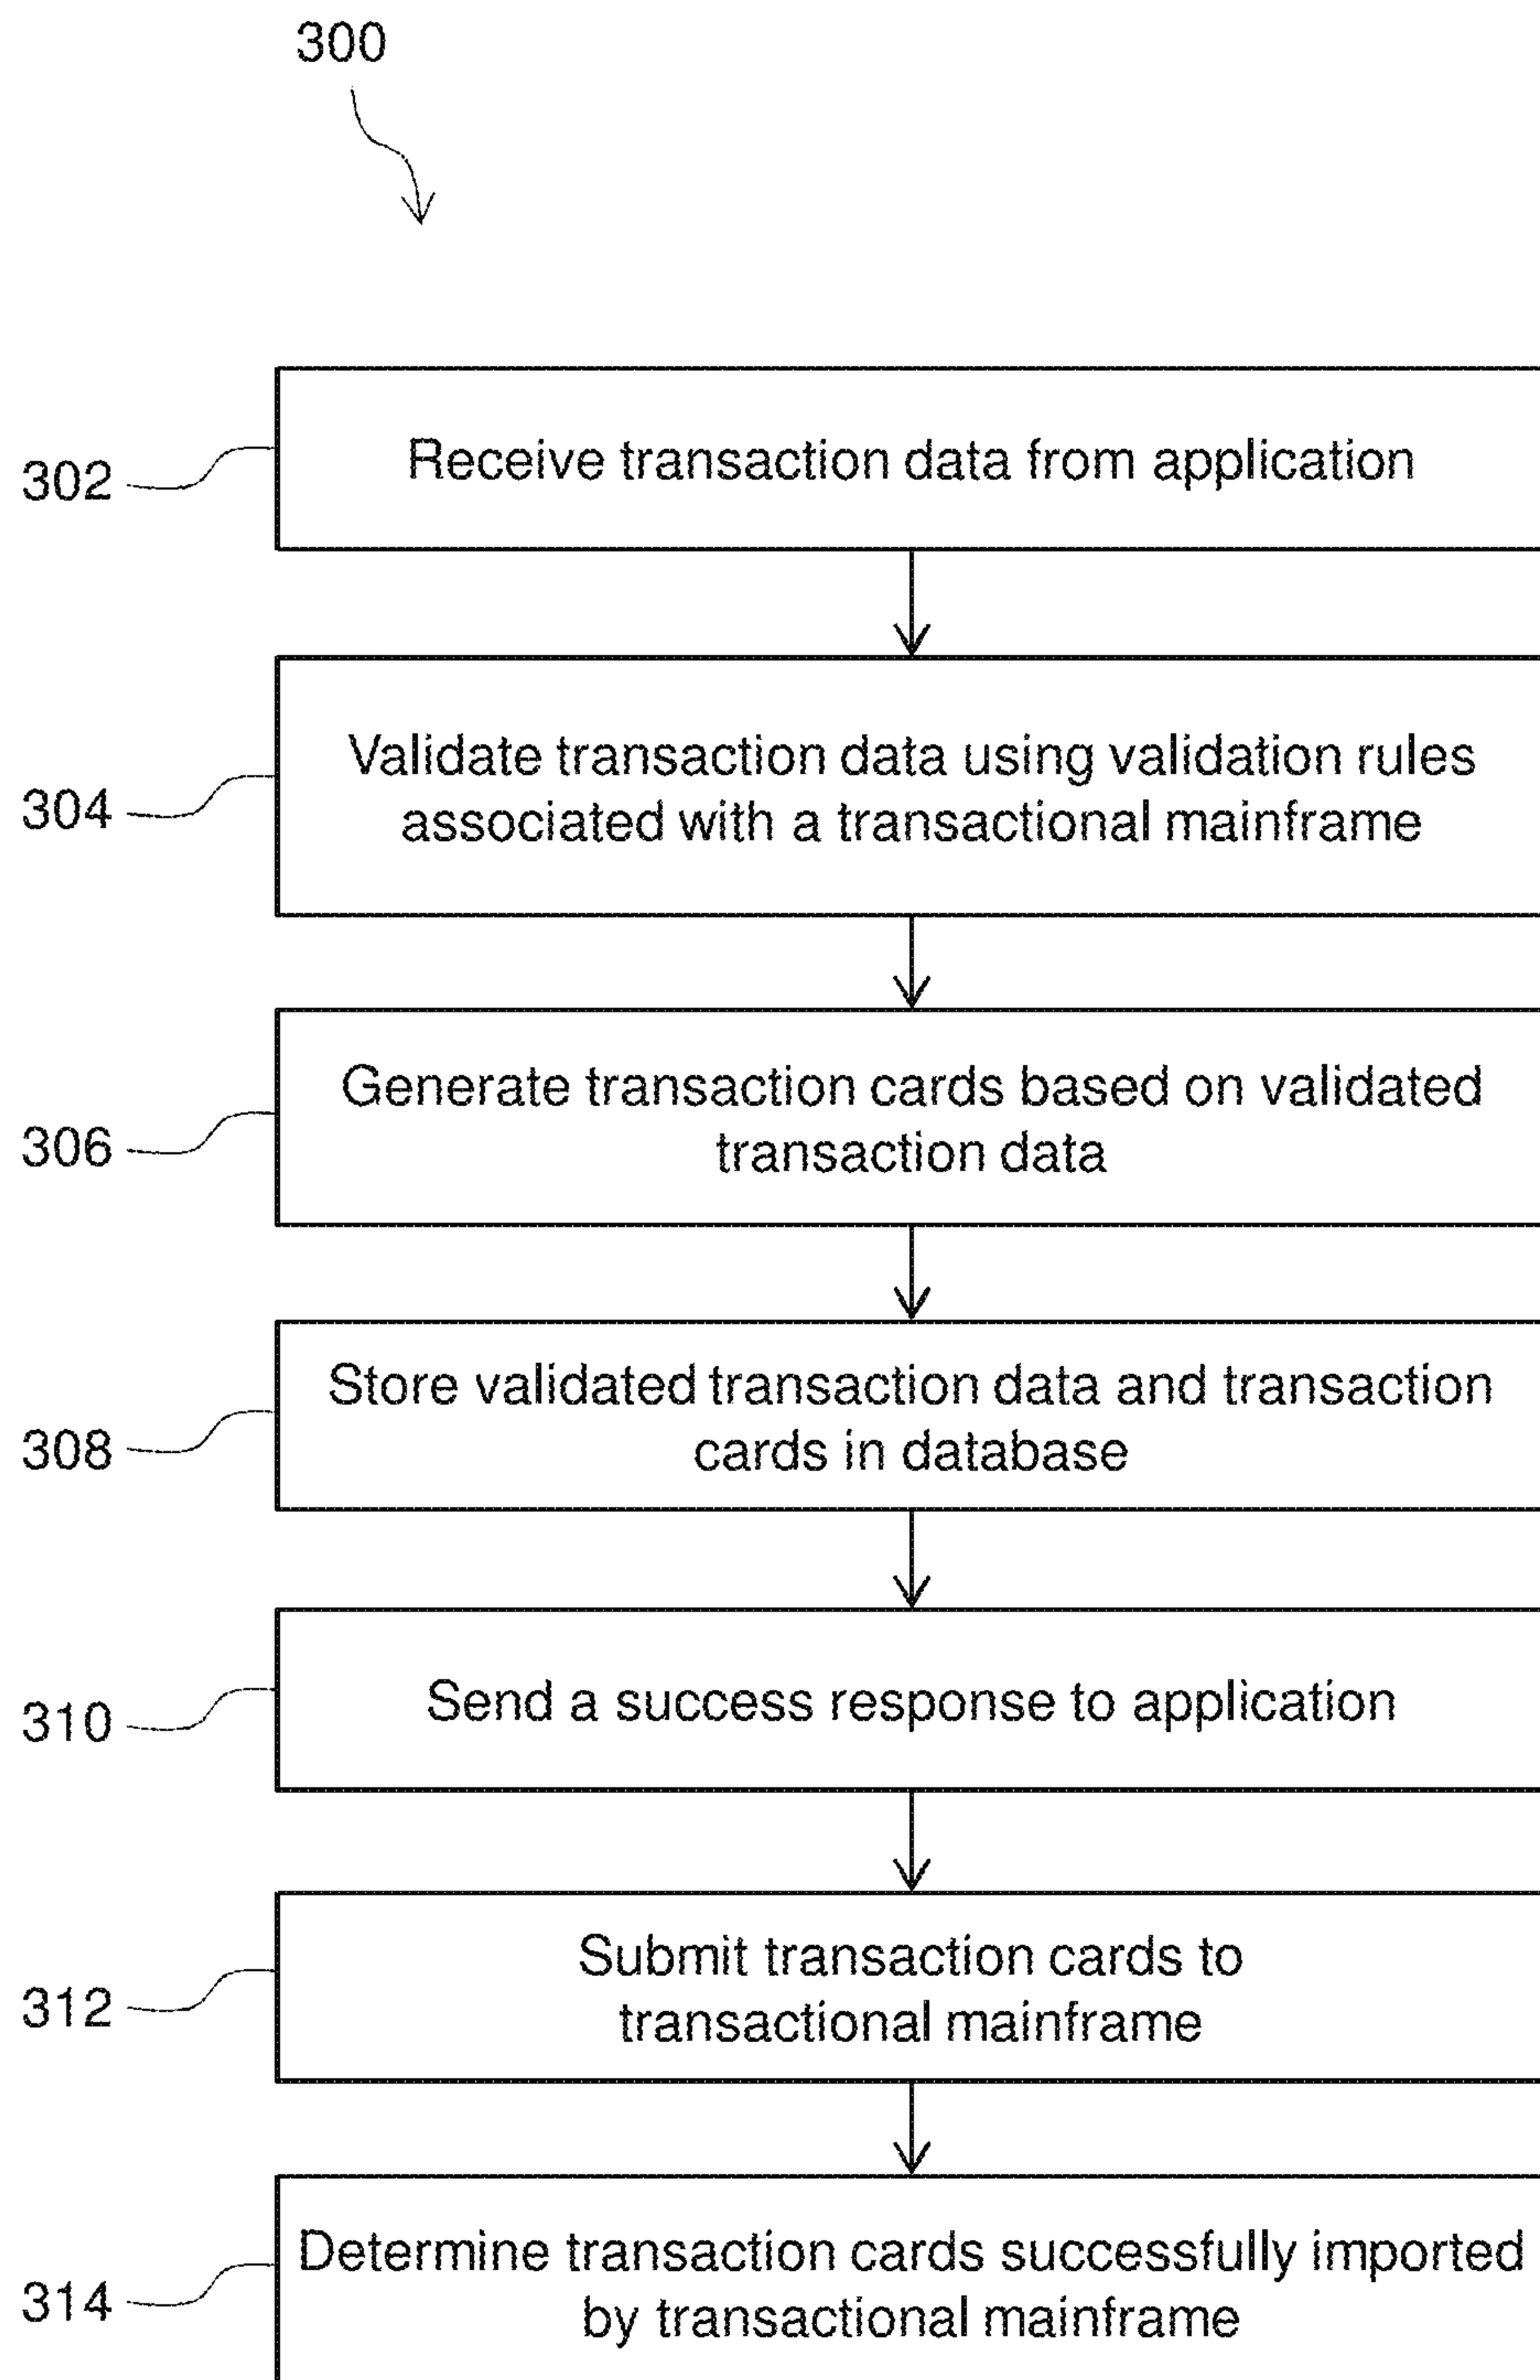 300
302
Receive transaction data from application
304
Validate transaction data using validation rules
associated with a transactional mainframe
306
Generate transaction cards based on validated
transaction data
308
Store validated transaction data and transaction
cards in database
310
Send a success response to application
312
Submit transaction cards to
transactional mainframe
314
Determine transaction cards successfully imported
by transactional mainframe